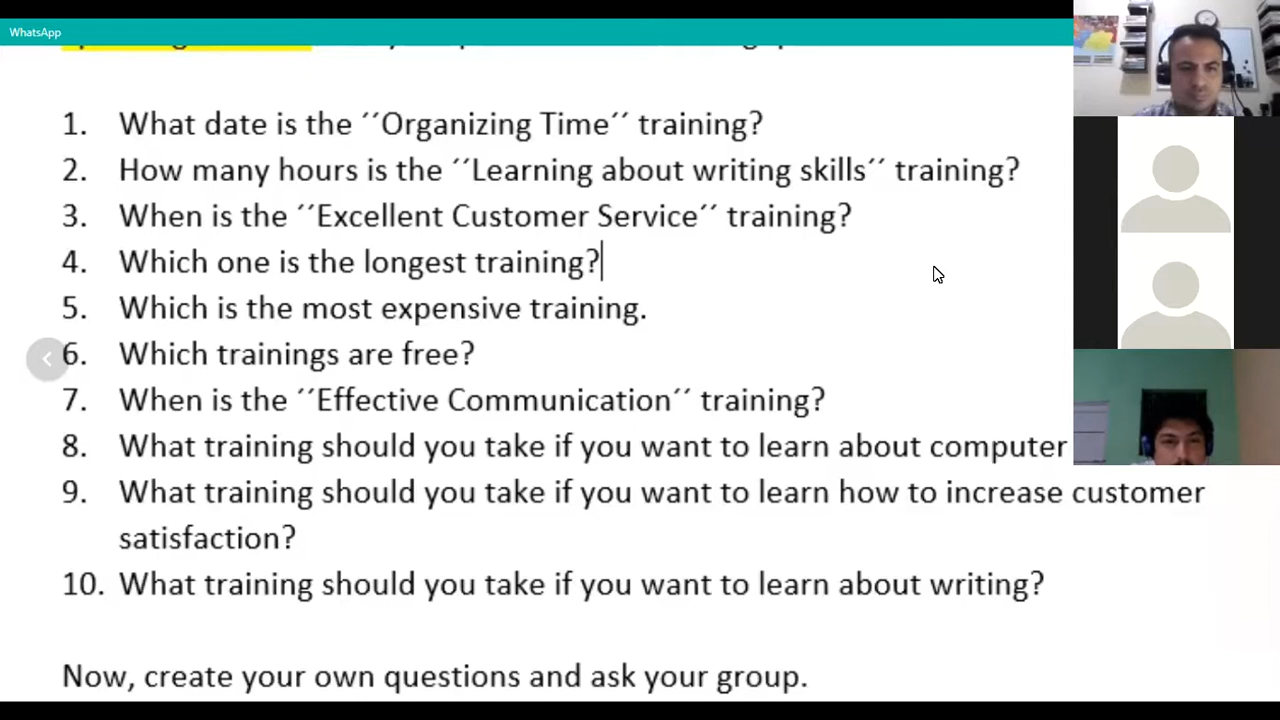 WhatsApp
1. What date is the ´´Organizing Time´´ training?
2. How many hours is the ´´Learning about writing skills´´ training?
3. When is the ´´Excellent Customer Service´´ training?
4. Which one is the longest training?
5. Which is the most expensive training.
6. Which trainings are free?
7. When is the ´´Effective Communication´´ training?
8. What training should you take if you want to learn about computer
9. What training should you take if you want to learn how to increase customer
satisfaction?
10. What training should you take if you want to learn about writing?
Now, create your own questions and ask your group.